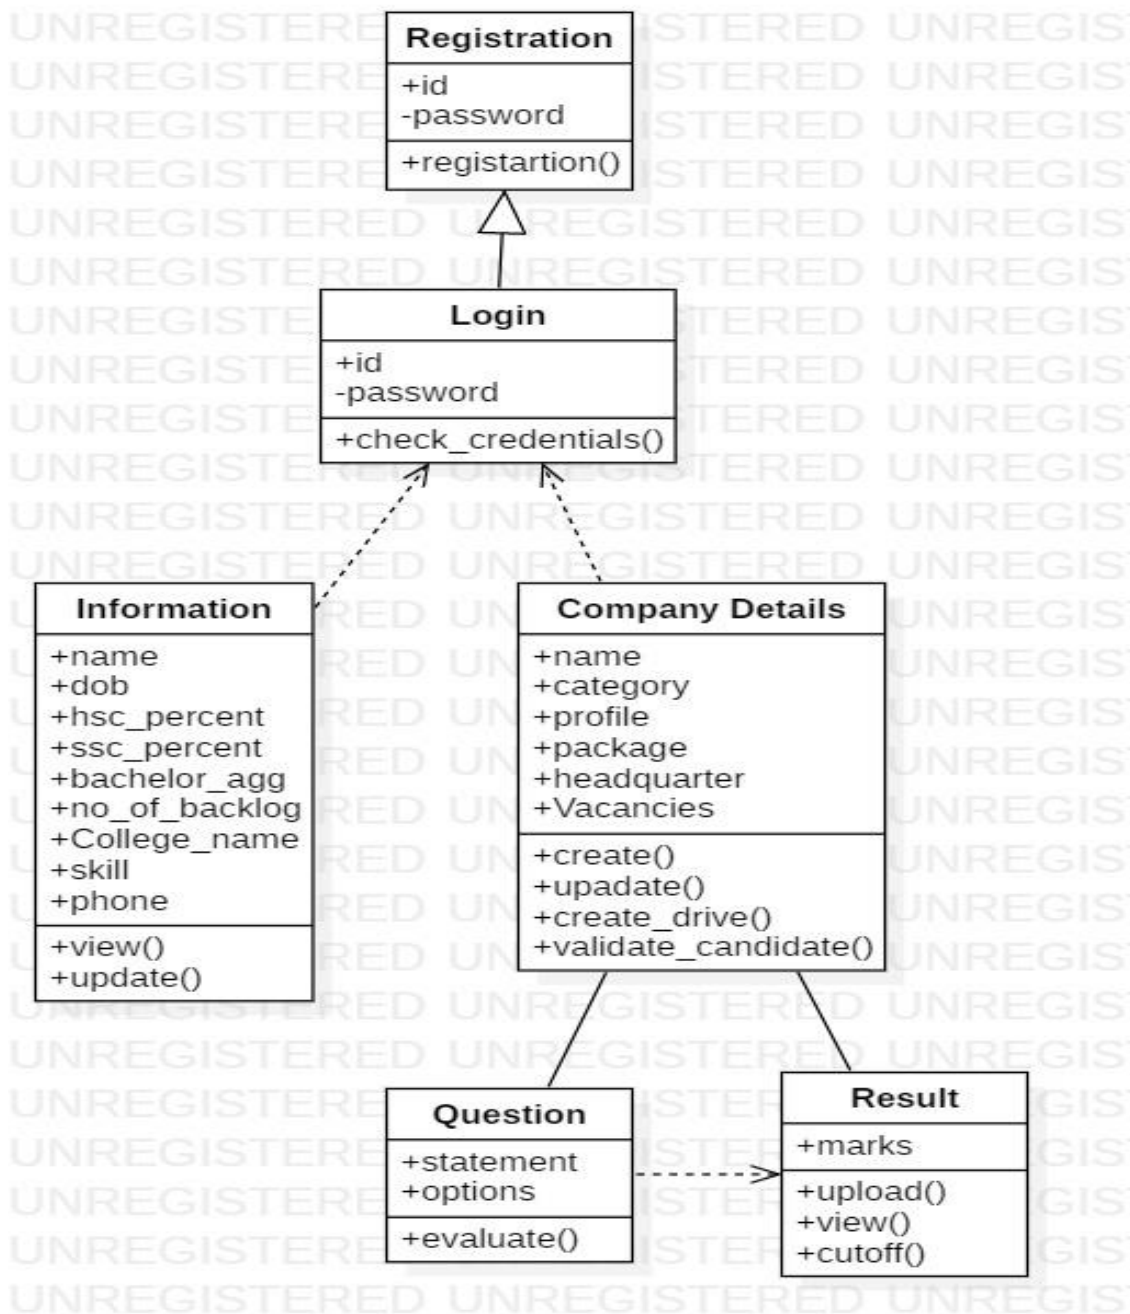 Registration
+id
-password
+registartion()
Login
+id
-password
+check_credentials()
Information
+name
+dob
+hsc_percent
+ssc_percent
+bachelor_agg
+no_of_backlog
+College_name
+skill
+phone
+view()
+update()
Company Details
+name
+category
+profile
+package
+headquarter
+Vacancies
+create()
+upadate()
+create_drive()
+validate_candidate()
Question
+statement
+options
+evaluate()
Result
+marks
+upload()
+view()
+cutoff()
UNREGISTERED